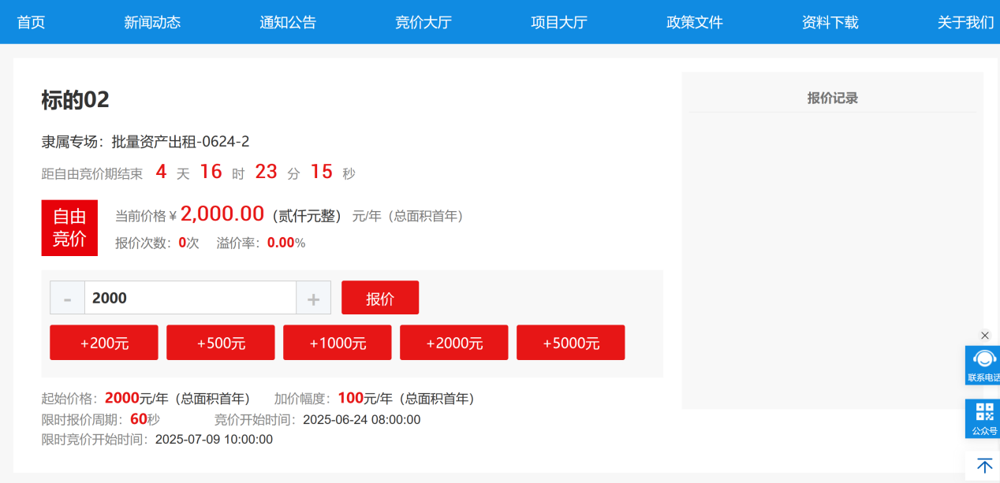 首页 新闻动态 通知公告 竞价大厅 项目大厅 政策文件 资料下载 关于我们
标的02
隶属专场：批量资产出租-0624-2
距自由竞价期结束 4 天 16 时 23 分 15 秒
自由
竞价
当前价格 ¥ 2,000.00（贰仟元整） 元/年（总面积首年）
报价次数：0次 溢价率：0.00%
- 2000 + 报价
+200元 +500元 +1000元 +2000元 +5000元
起始价格：2000元/年（总面积首年） 加价幅度：100元/年（总面积首年）
限时报价周期：60秒 竞价开始时间：2025-06-24 08:00:00
限时竞价开始时间：2025-07-09 10:00:00
报价记录
联系电话
公众号